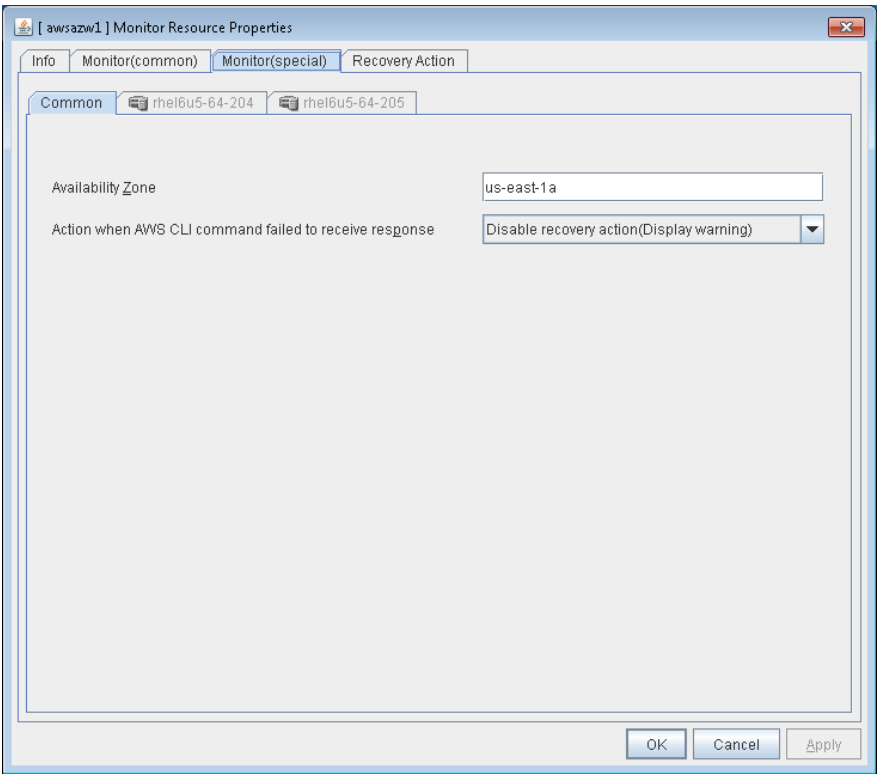 [ awsazw1 ] Monitor Resource Properties
Info Monitor(common) Monitor(special) Recovery Action
Common rhel6u5-64-204 rhel6u5-64-205
Availability Zone us-east-1a
Action when AWS CLI command failed to receive response Disable recovery action(Display warning)
OK Cancel Apply